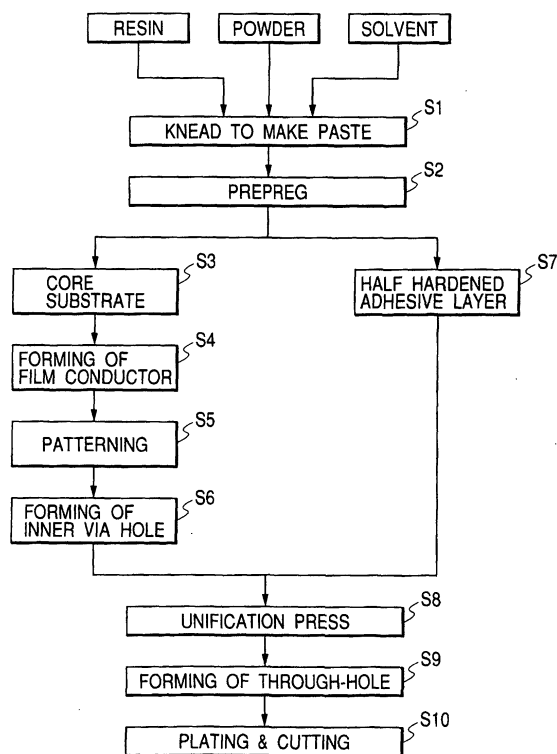 RESIN
POWDER
SOLVENT
S1
KNEAD TO MAKE PASTE
S2
PREPREG
S3
CORE
SUBSTRATE
S7
HALF HARDENED
ADHESIVE LAYER
S4
FORMING OF
FILM CONDUCTOR
S5
PATTERNING
S6
FORMING OF
INNER VIA HOLE
S8
UNIFICATION PRESS
S9
FORMING OF THROUGH-HOLE
S10
PLATING & CUTTING